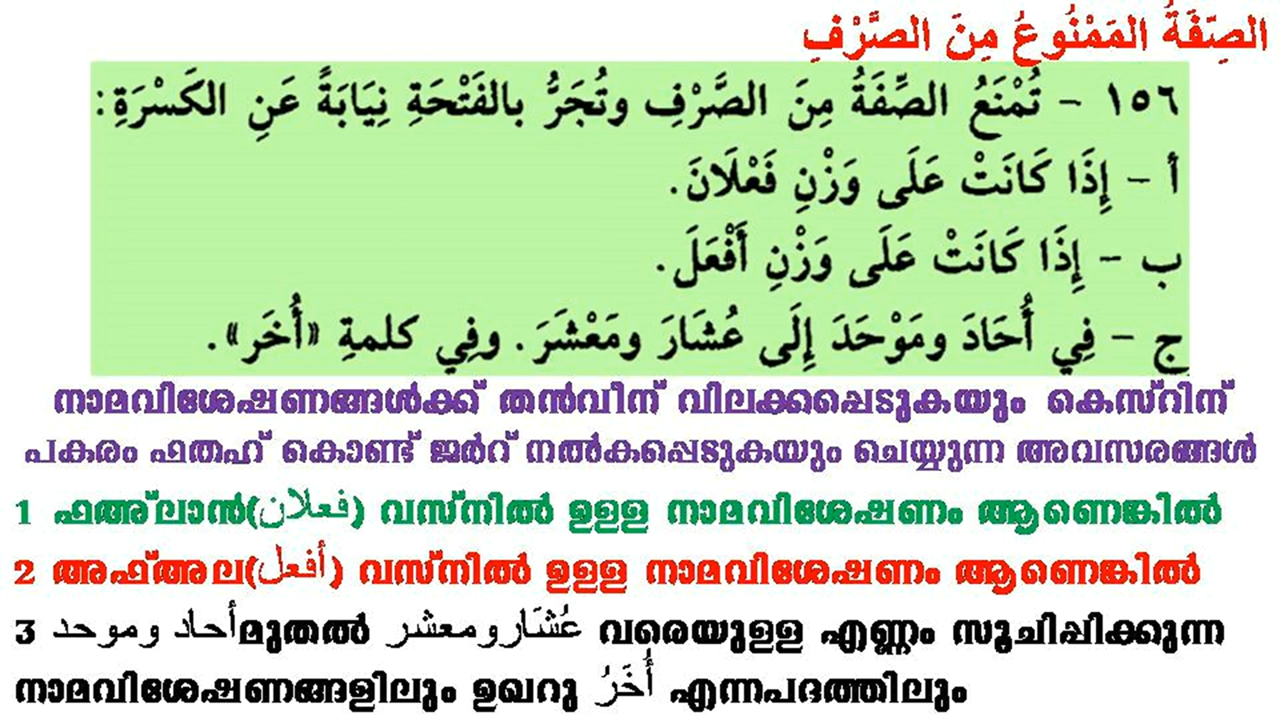 الصِّفَةُ المَمْنُوعُ مِنَ الصَّرْفِ
١٥٦ - تُمْنَعُ الصِّفَةُ مِنَ الصَّرْفِ وتُجَرُّ بالفَتْحَةِ نِيَابَةً عَنِ الكَسْرَةِ:
أ - إِذَا كَانَتْ عَلَى وَزْنِ فَعْلَانَ.
ب - إِذَا كَانَتْ عَلَى وَزْنِ أَفْعَلَ.
ج - فِي أُحَادَ ومَوْحَدَ إِلَى عُشَارَ ومَعْشَرَ. وفِي كلمةِ «أُخَر».
നാമവിശേഷണങ്ങൾക്ക് തൻവീന് വിലക്കപ്പെടുകയും കെസ്റിന്
പകരം ഫതഹ് കൊണ്ട് ജർറ് നൽകപ്പെടുകയും ചെയ്യുന്ന അവസരങ്ങൾ
1 ഫഅ്ലാൻ(فعلان) വസ്നിൽ ഉള്ള നാമവിശേഷണം ആണെങ്കിൽ
2 അഫ്അല(أفعل) വസ്നിൽ ഉള്ള നാമവിശേഷണം ആണെങ്കിൽ
3 أحاد وموحدമുതൽ عُشَارومعشر വരെയുള്ള എണ്ണം സൂചിപ്പിക്കുന്ന
നാമവിശേഷണങ്ങളിലും ഉഖറു أُخَرُ എന്നപദത്തിലും